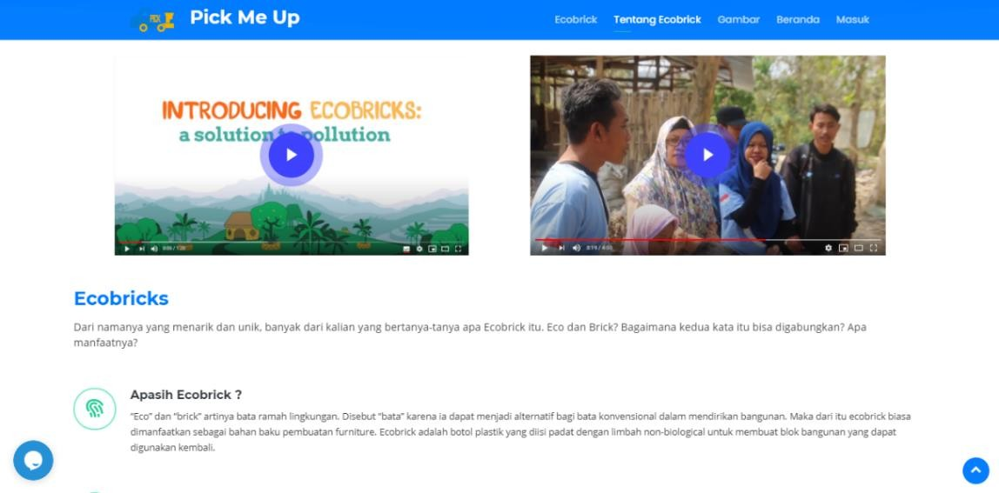 PICK
Pick Me Up
Ecobrick Tentang Ecobrick Gambar Beranda Masuk
INTRODUCING ECOBRICKS:
a solution to pollution
Ecobricks
Dari namanya yang menarik dan unik, banyak dari kalian yang bertanya-tanya apa Ecobrick itu. Eco dan Brick? Bagaimana kedua kata itu bisa digabungkan? Apa
manfaatnya?
Apasih Ecobrick ?
"Eco" dan "brick" artinya bata ramah lingkungan. Disebut "bata" karena ia dapat menjadi alternatif bagi bata konvensional dalam mendirikan bangunan. Maka dari itu ecobrick biasa
dimanfaatkan sebagai bahan baku pembuatan furniture. Ecobrick adalah botol plastik yang diisi padat dengan limbah non-biological untuk membuat blok bangunan yang dapat
digunakan kembali.